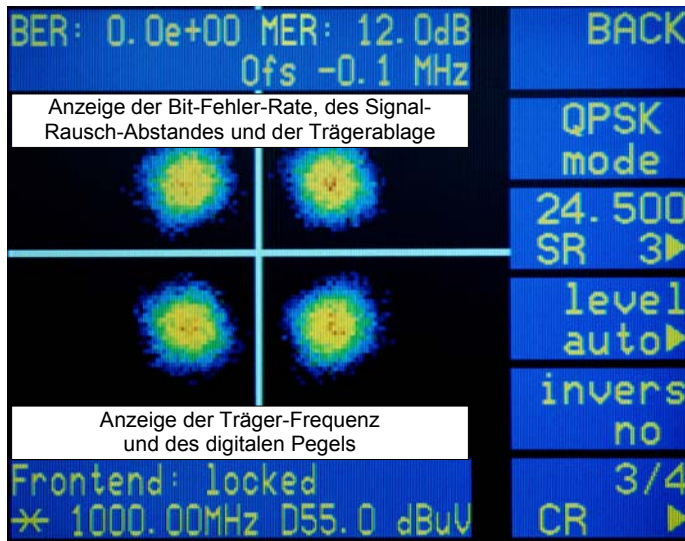 BER: 0.0e+00 MER: 12.0dB
Ofs -0.1 MHz
Anzeige der Bit-Fehler-Rate, des Signal-
Rausch-Abstandes und der Trägerablage
Anzeige der Träger-Frequenz
und des digitalen Pegels
Frontend: locked
1000.00MHz D55.0 dBuV
BACK
QPSK
mode
24.500
SR 3
level
auto
invers
no
3/4
CR